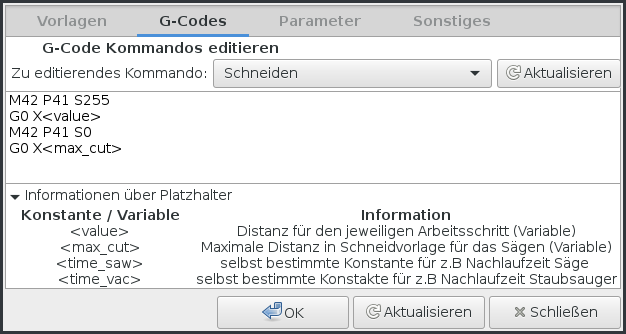 Vorlagen G-Codes Parameter Sonstiges
G-Code Kommandos editieren
Zu editierendes Kommando: Schneiden Aktualisieren
M42 P41 S255
G0 X<value>
M42 P41 S0
G0 X<max_cut>
Informationen über Platzhalter
Konstante / Variable Information
<value> Distanz für den jeweiligen Arbeitsschritt (Variable)
<max_cut> Maximale Distanz in Schneidvorlage für das Sägen (Variable)
<time_saw> selbst bestimmte Konstante für z.B Nachlaufzeit Säge
<time_vac> selbst bestimmte Konstakte für z.B Nachlaufzeit Staubsauger
OK Aktualisieren Schließen